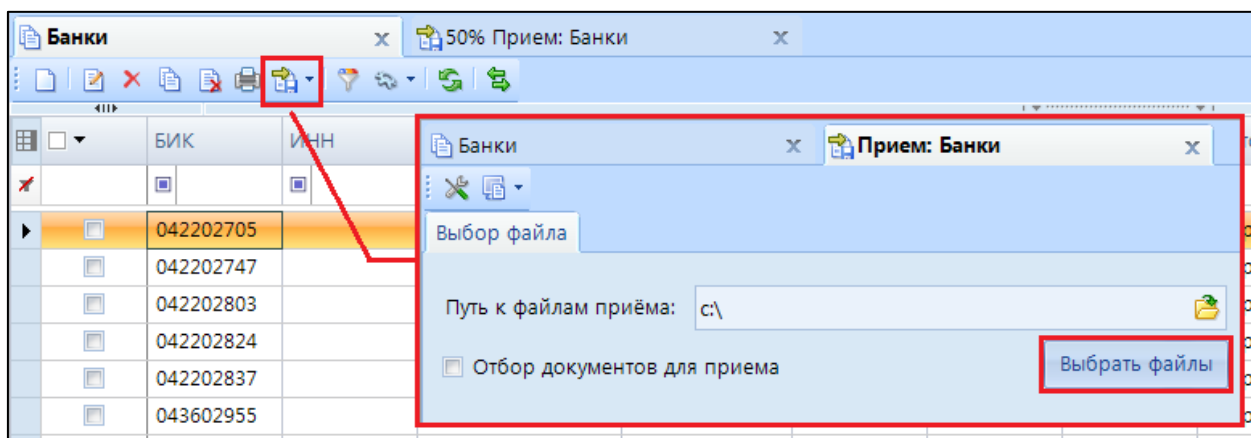 Банки
50% Прием: Банки
БИК
ИНН
Банки
Прием: Банки
Выбор файла
Путь к файлам приёма: c:\
Отбор документов для приема
Выбрать файлы
042202705
042202747
042202803
042202824
042202837
043602955